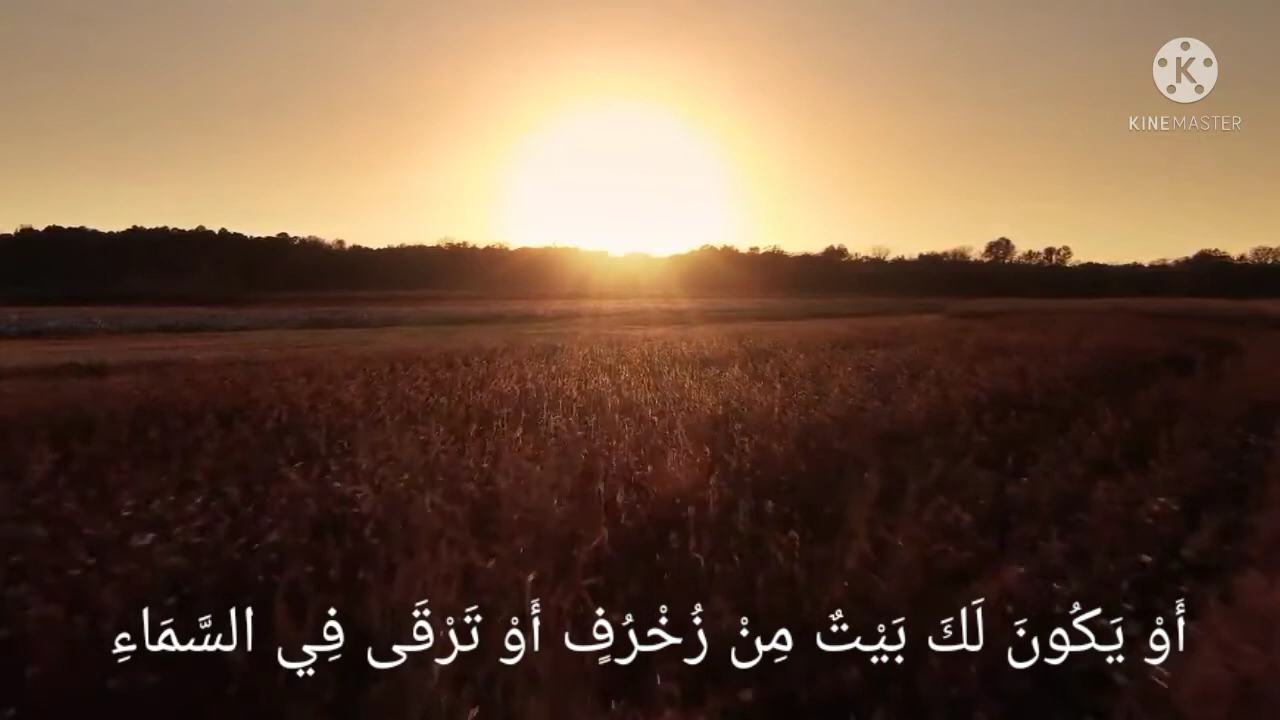 K
KINEMASTER
أَوْ يَكُونَ لَكَ بَيْتٌ مِنْ زُخْرُفٍ أَوْ تَرْقَى فِي السَّمَاءِ